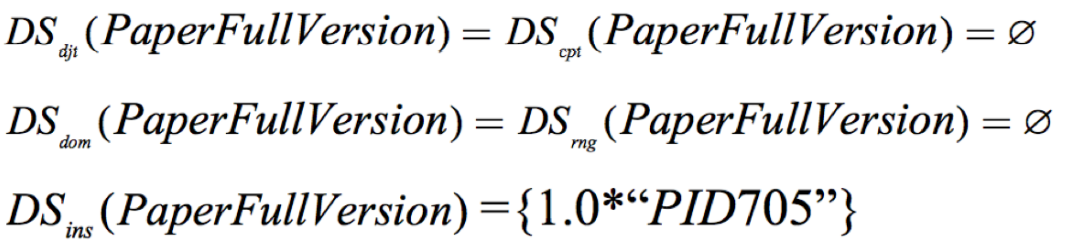 DS_djt (PaperFullVersion) = DS_cpt (PaperFullVersion) = ∅
DS_dom (PaperFullVersion) = DS_rng (PaperFullVersion) = ∅
DS_ins (PaperFullVersion) ={1.0*“PID705”}